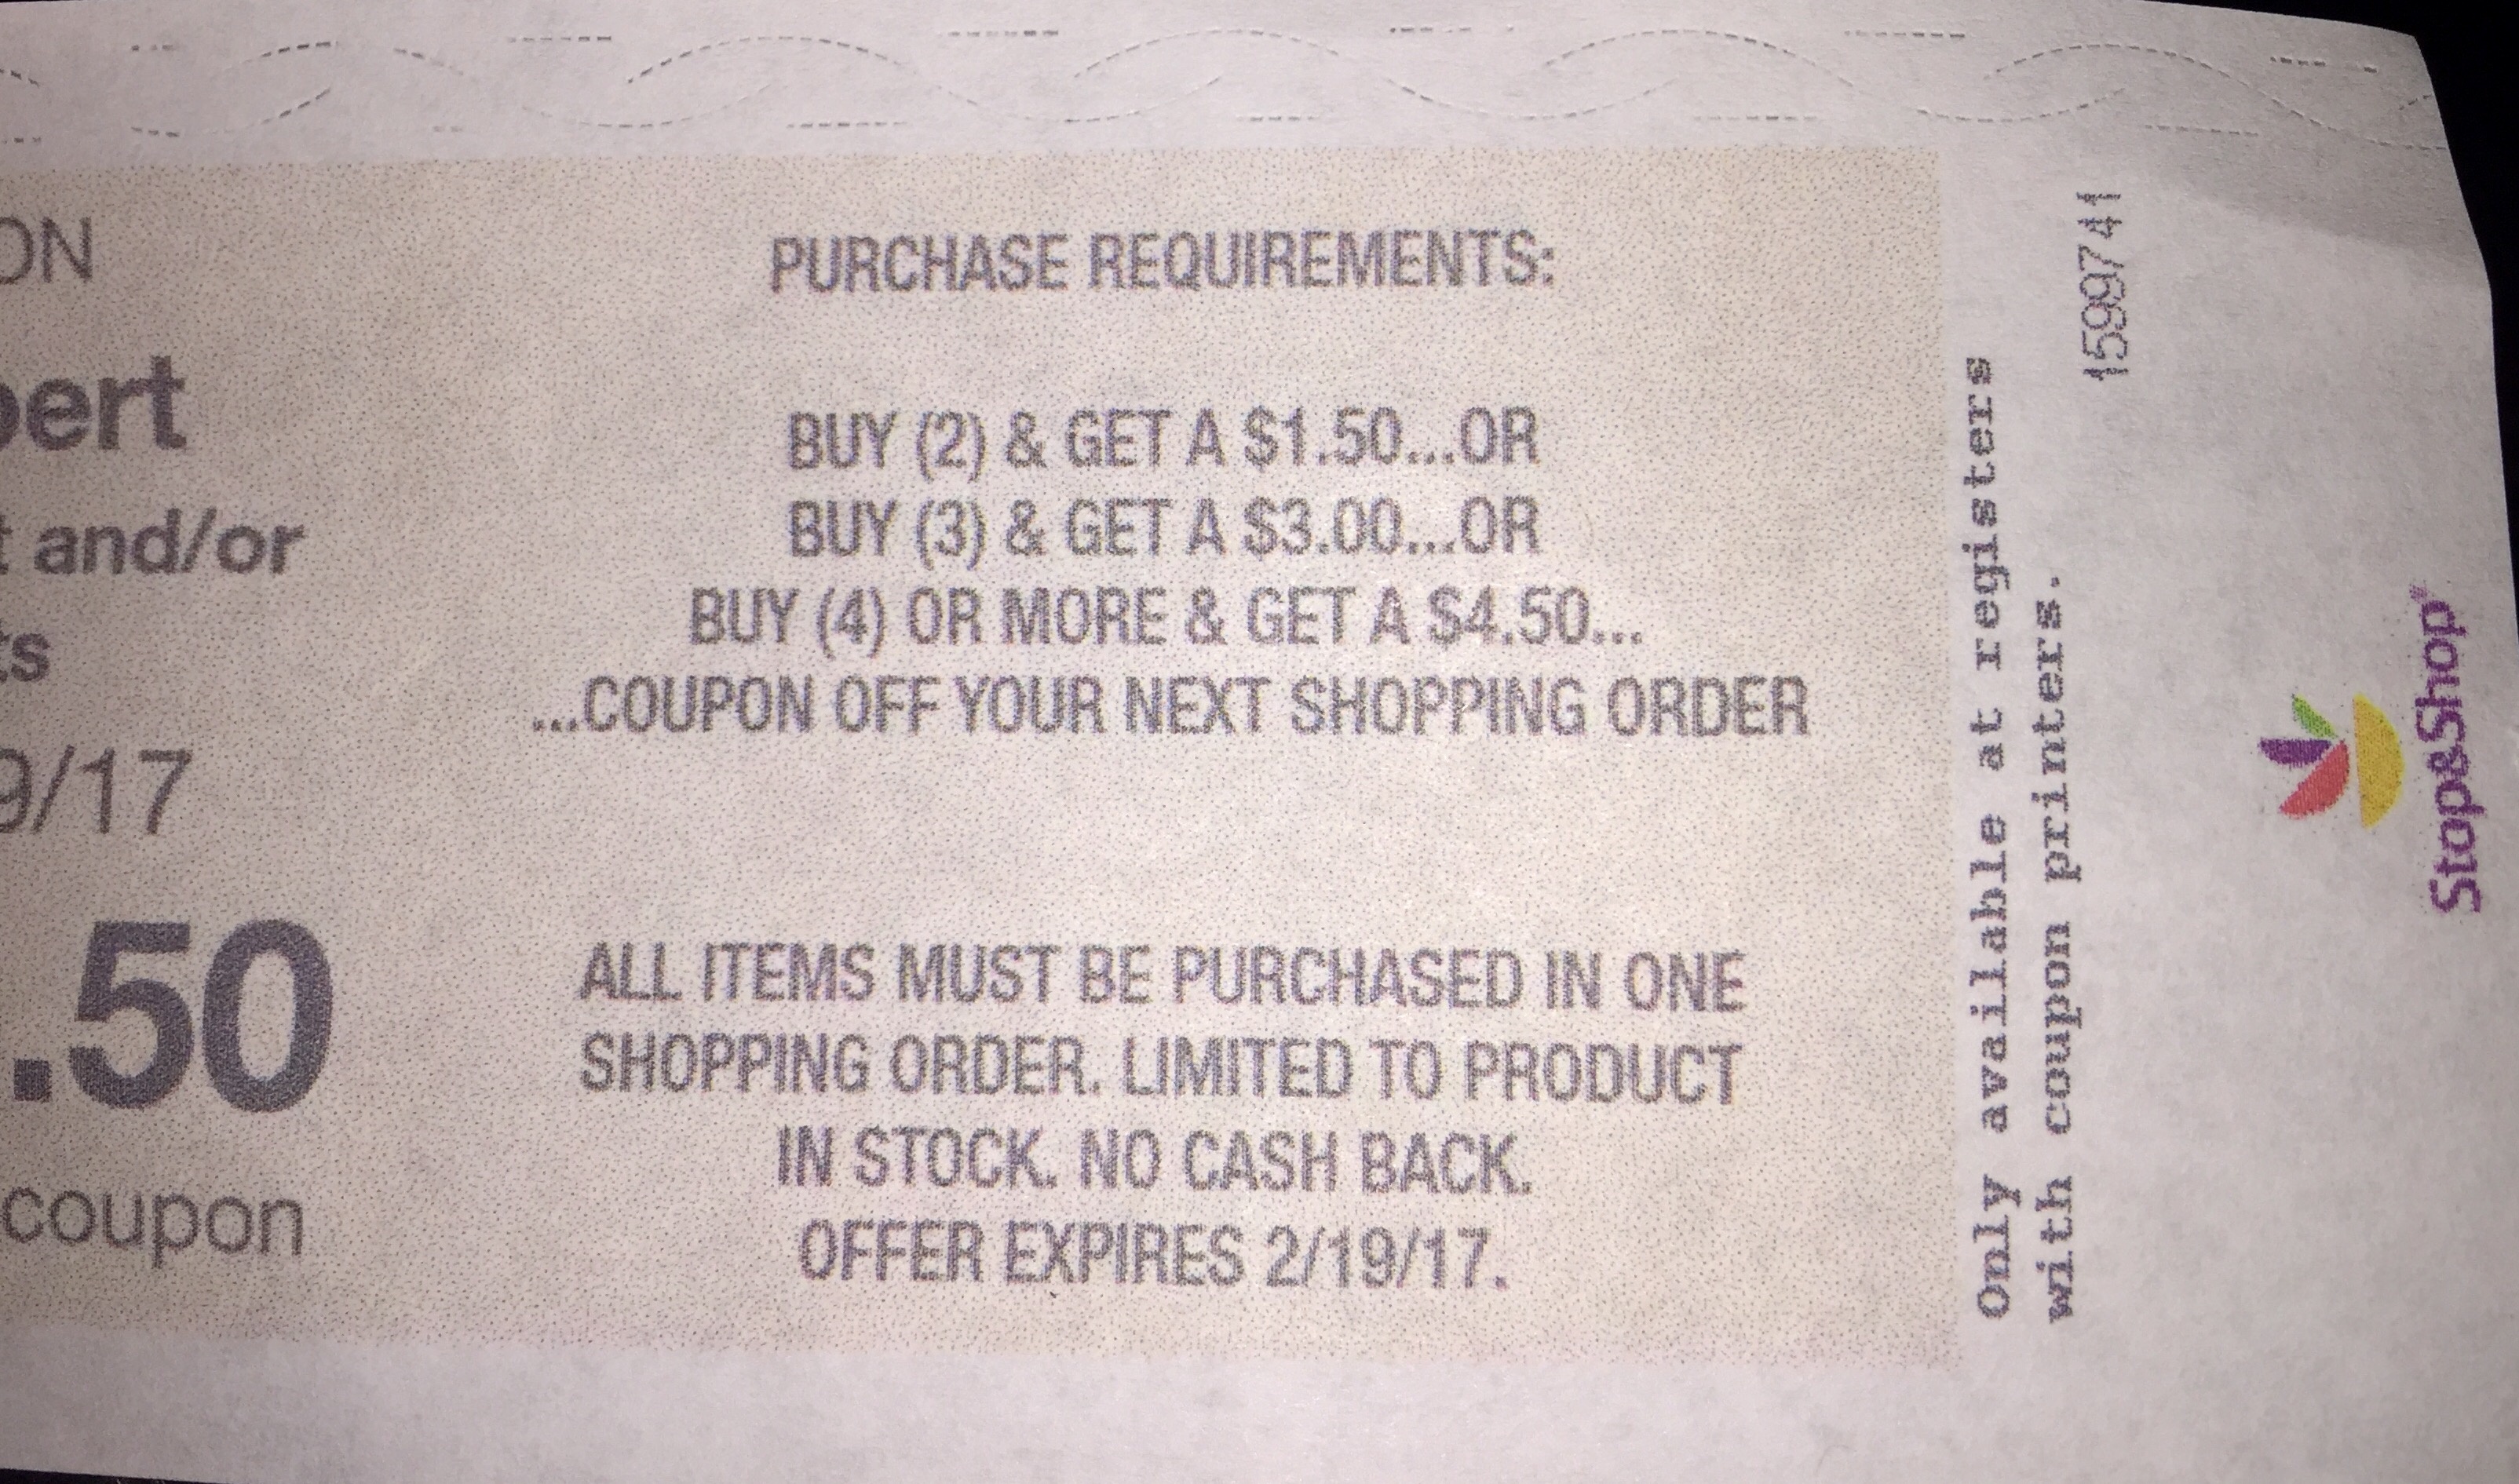 ON
pert
t and/or
ts
9/17
.50
coupon
PURCHASE REQUIREMENTS:
BUY (2) & GET A $1.50...OR
BUY (3) & GET A $3.00...OR
BUY (4) OR MORE & GET A $4.50...
...COUPON OFF YOUR NEXT SHOPPING ORDER
ALL ITEMS MUST BE PURCHASED IN ONE
SHOPPING ORDER. LIMITED TO PRODUCT
IN STOCK. NO CASH BACK.
OFFER EXPIRES 2/19/17.
Only available at registers
with coupon printers.
1599741
Stop&Shop®